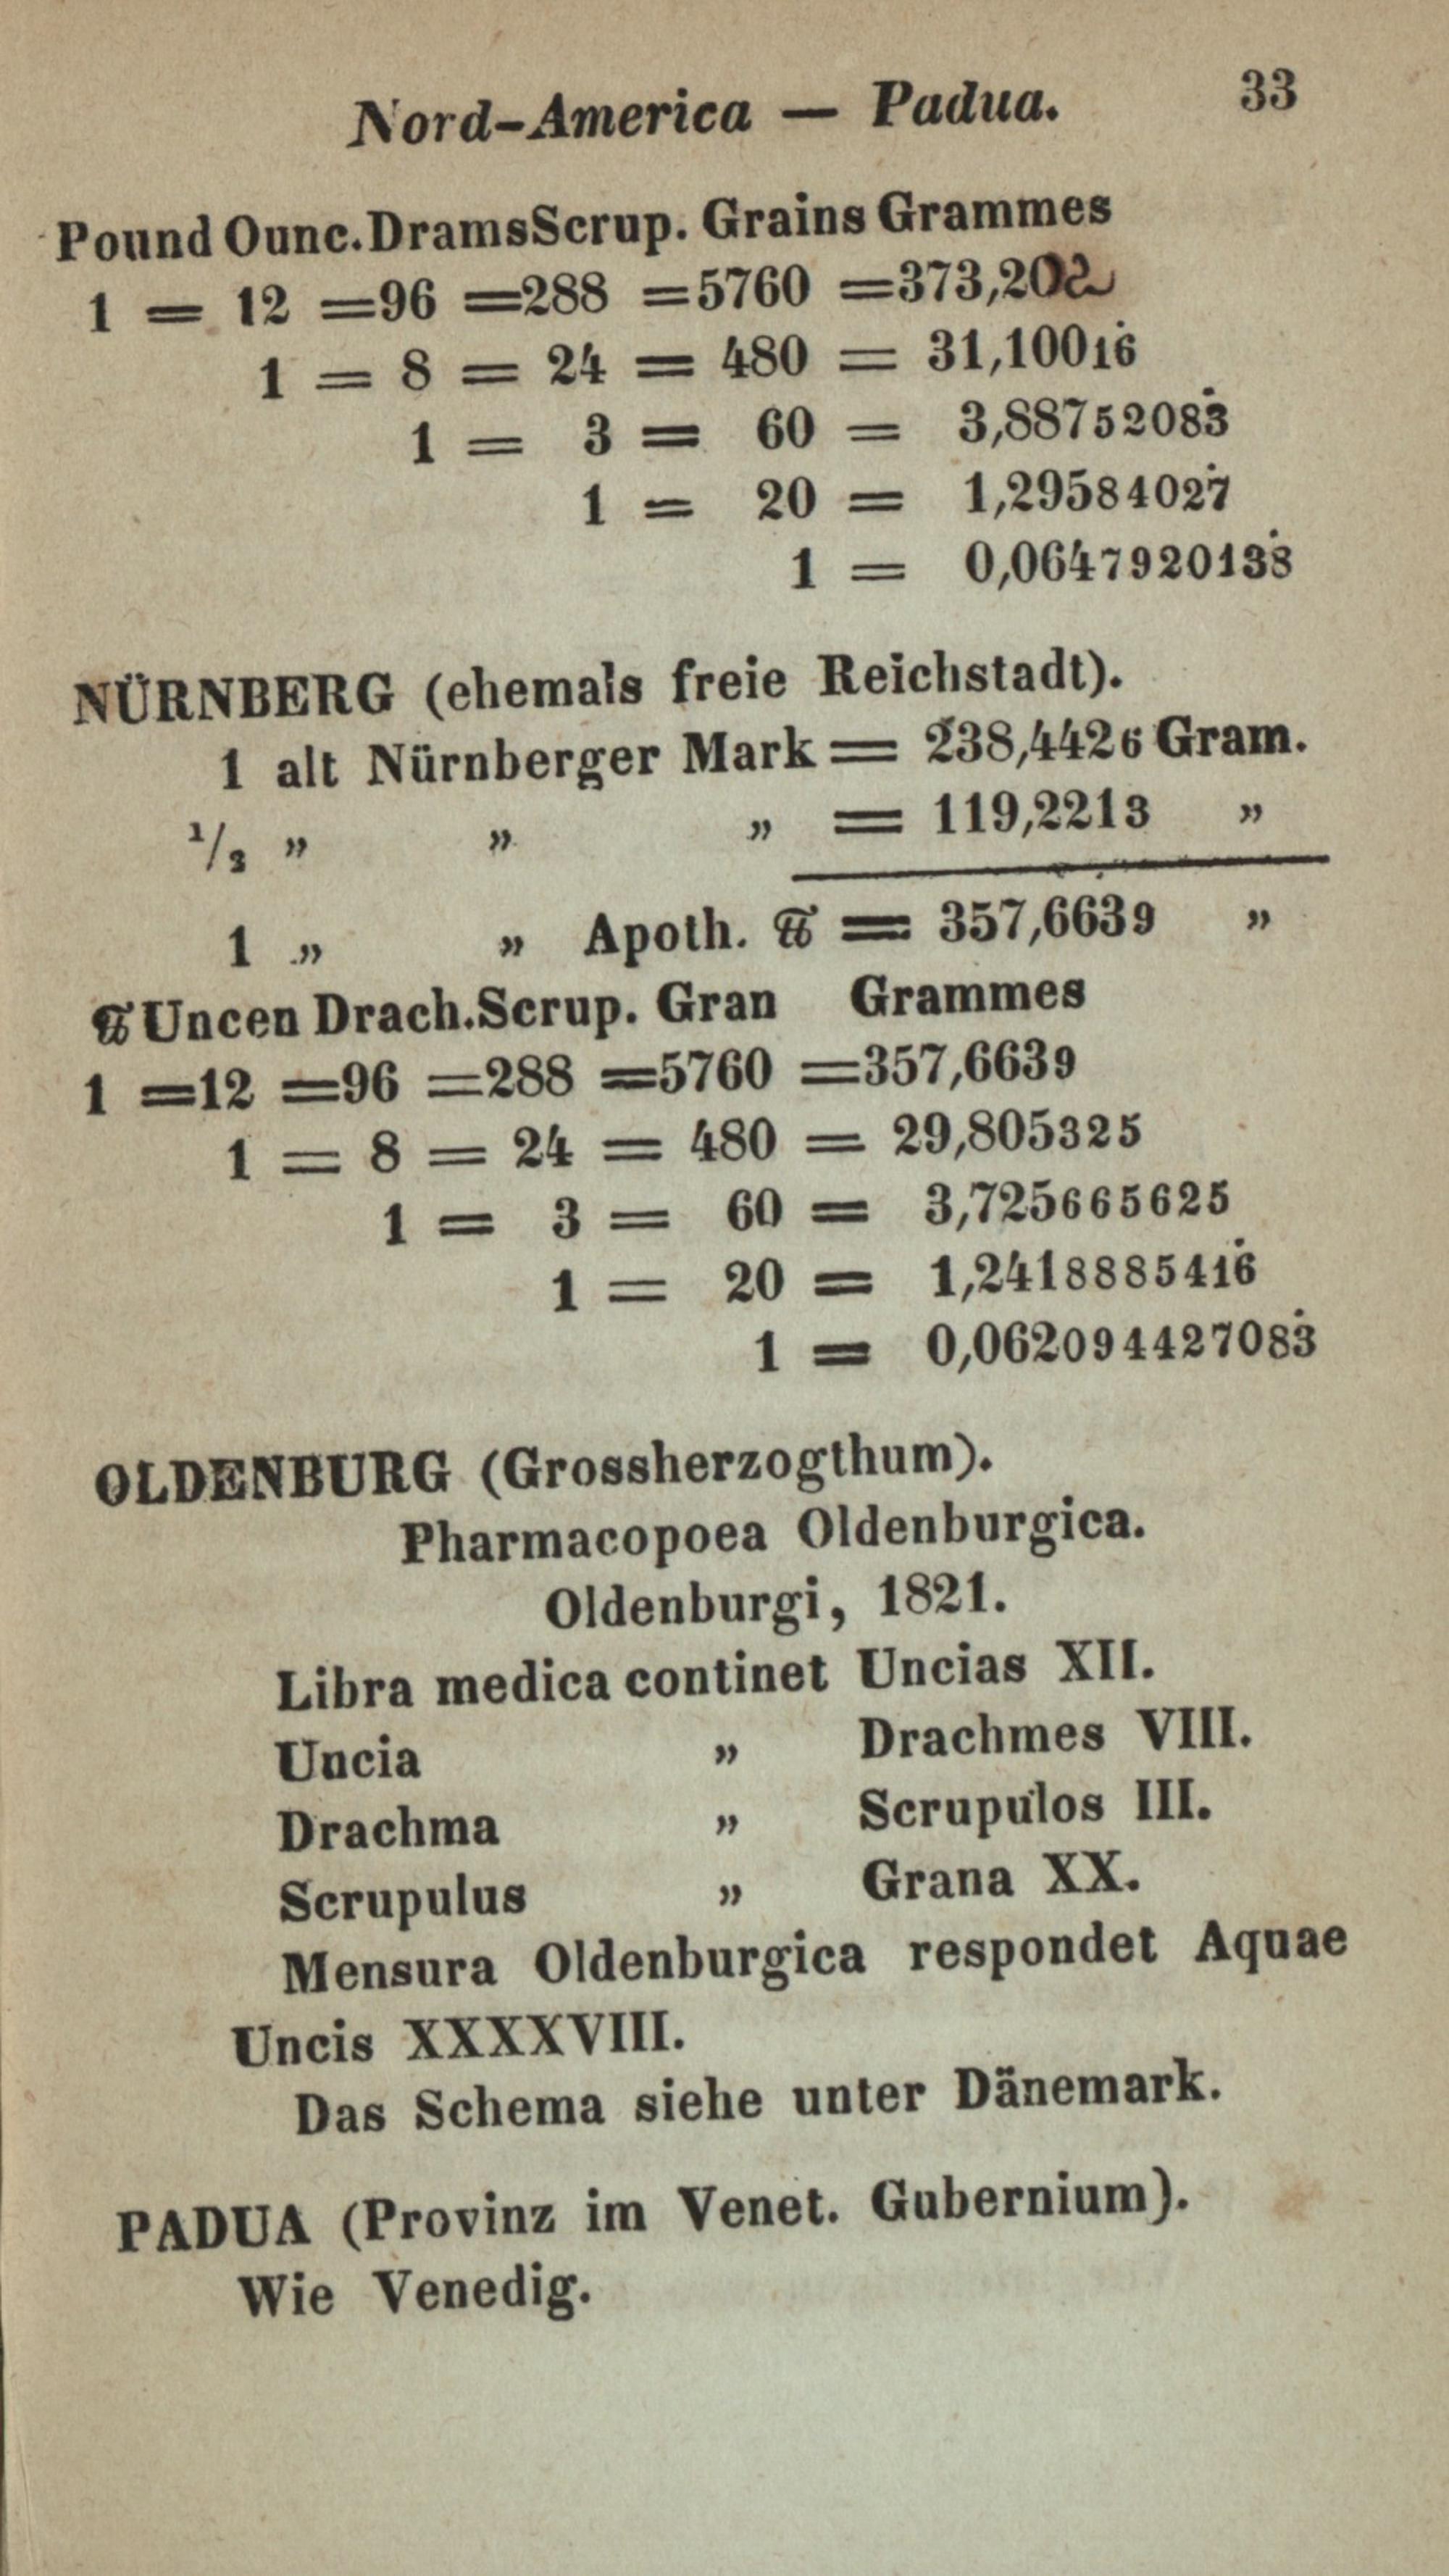 Nord-America — Padua. 33
Pound Ounc. Drams Scrup. Grains Grammes
1 = 12 =96 =288 =5760 =373,202
1 = 8 = 24 = 480 = 31,10016̇
1 = 3 = 60 = 3,88752083̇
1 = 20 = 1,29584027̇
1 = 0,0647920138̇
NÜRNBERG (ehemals freie Reichstadt).
1 alt Nürnberger Mark = 238,4426 Gram.
1/2 „ „ „ = 119,2213 „
1 „ „ Apoth. ℔ = 357,6639 „
℔ Uncen Drach. Scrup. Gran Grammes
1 =12 =96 =288 =5760 =357,6639
1 = 8 = 24 = 480 = 29,805325
1 = 3 = 60 = 3,725665625
1 = 20 = 1,2418885416̇
1 = 0,062094427083̇
OLDENBURG (Grossherzogthum).
Pharmacopoea Oldenburgica.
Oldenburgi, 1821.
Libra medica continet Uncias XII.
Uncia „ Drachmes VIII.
Drachma „ Scrupulos III.
Scrupulus „ Grana XX.
Mensura Oldenburgica respondet Aquae
Uncis XXXXVIII.
Das Schema siehe unter Dänemark.
PADUA (Provinz im Venet. Gubernium).
Wie Venedig.